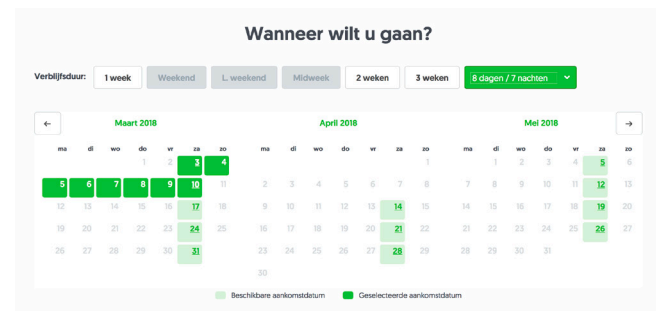 Wanneer wilt u gaan?
Verblijfsduur: 1 week Weekend L. weekend Midweek 2 weken 3 weken 8 dagen / 7 nachten
← Maart 2018 April 2018 Mei 2018 →
ma di wo do vr za zo ma di wo do vr za zo ma di wo do vr za zo
1 2 3 4 1 1 2 3 4 5 6
5 6 7 8 9 10 11 2 3 4 5 6 7 8 7 8 9 10 11 12 13
12 13 14 15 16 17 18 9 10 11 12 13 14 15 14 15 16 17 18 19 20
19 20 21 22 23 24 25 16 17 18 19 20 21 22 21 22 23 24 25 26 27
26 27 28 29 30 31 23 24 25 26 27 28 29 28 29 30 31
30
Beschikbare aankomstdatum Geselecteerde aankomstdatum